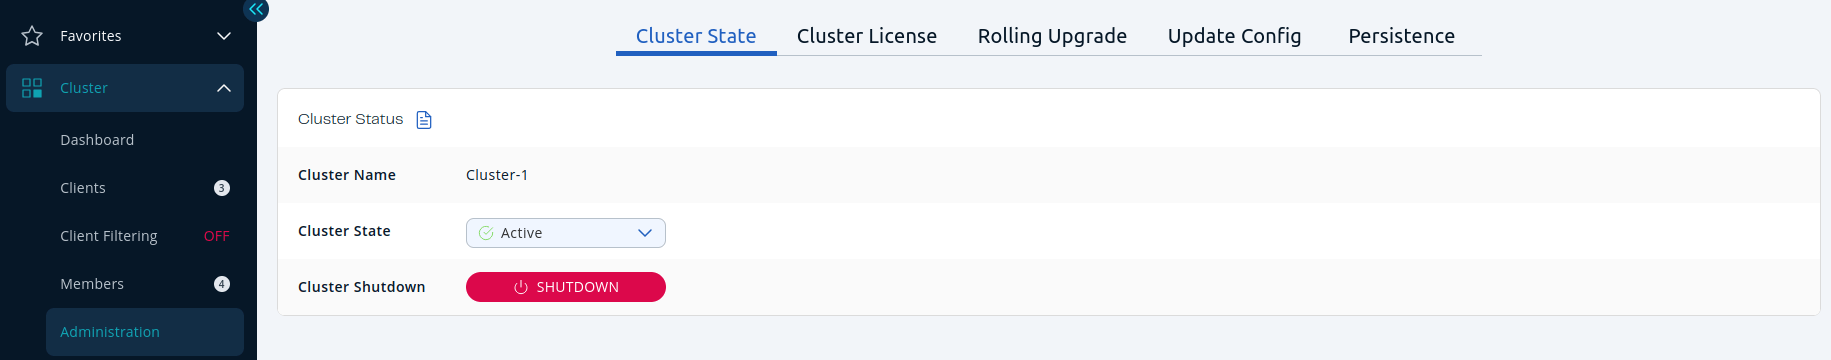 Favorites
Cluster
Dashboard
Clients 3
Client Filtering OFF
Members 4
Administration
Cluster State Cluster License Rolling Upgrade Update Config Persistence
Cluster Status
Cluster Name Cluster-1
Cluster State Active
Cluster Shutdown SHUTDOWN